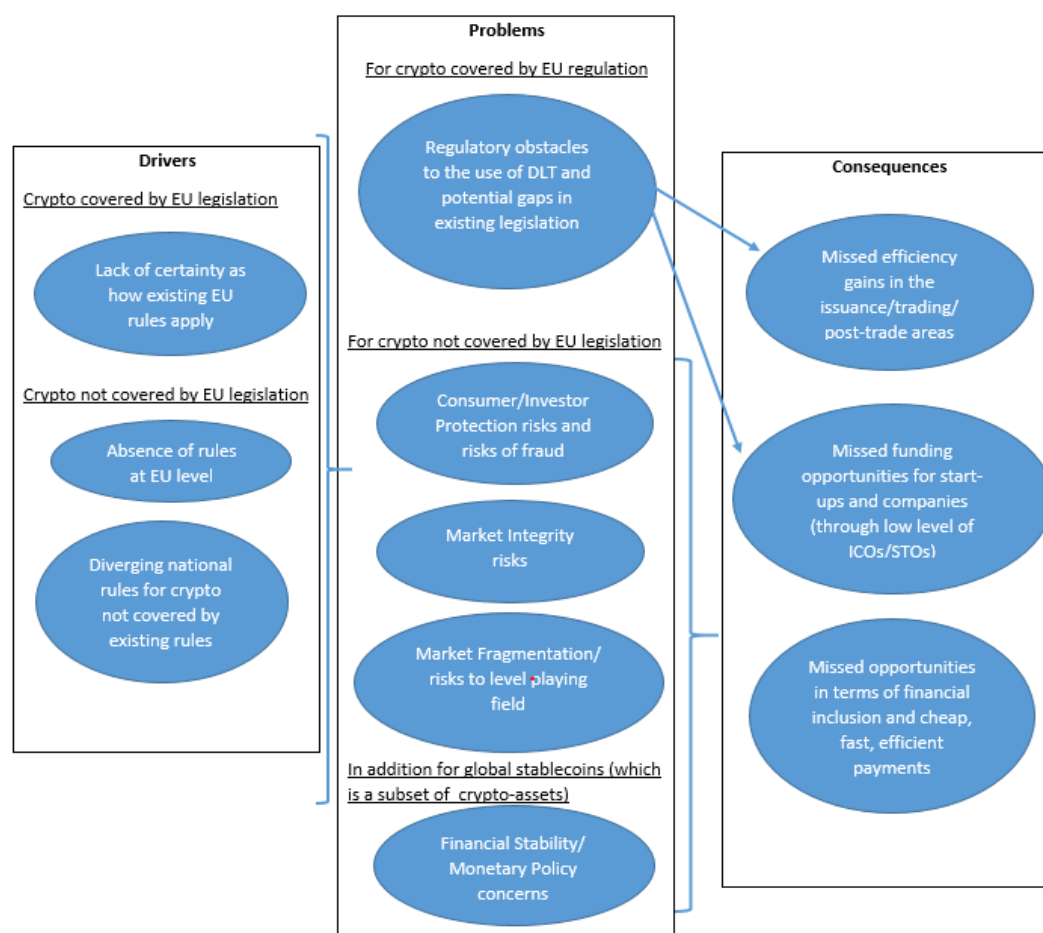 Drivers
Crypto covered by EU legislation
Lack of certainty as
how existing EU
rules apply
Crypto not covered by EU legislation
Absence of rules
at EU level
Diverging national
rules for crypto
not covered by
existing rules
Problems
For crypto covered by EU regulation
Regulatory obstacles
to the use of DLT and
potential gaps in
existing legislation
For crypto not covered by EU legislation
Consumer/Investor
Protection risks and
risks of fraud
Market Integrity
risks
Market Fragmentation/
risks to level playing
field
In addition for global stablecoins (which
is a subset of crypto-assets)
Financial Stability/
Monetary Policy
concerns
Consequences
Missed efficiency
gains in the
issuance/trading/
post-trade areas
Missed funding
opportunities for start-
ups and companies
(through low level of
ICOs/STOs)
Missed opportunities
in terms of financial
inclusion and cheap,
fast, efficient
payments